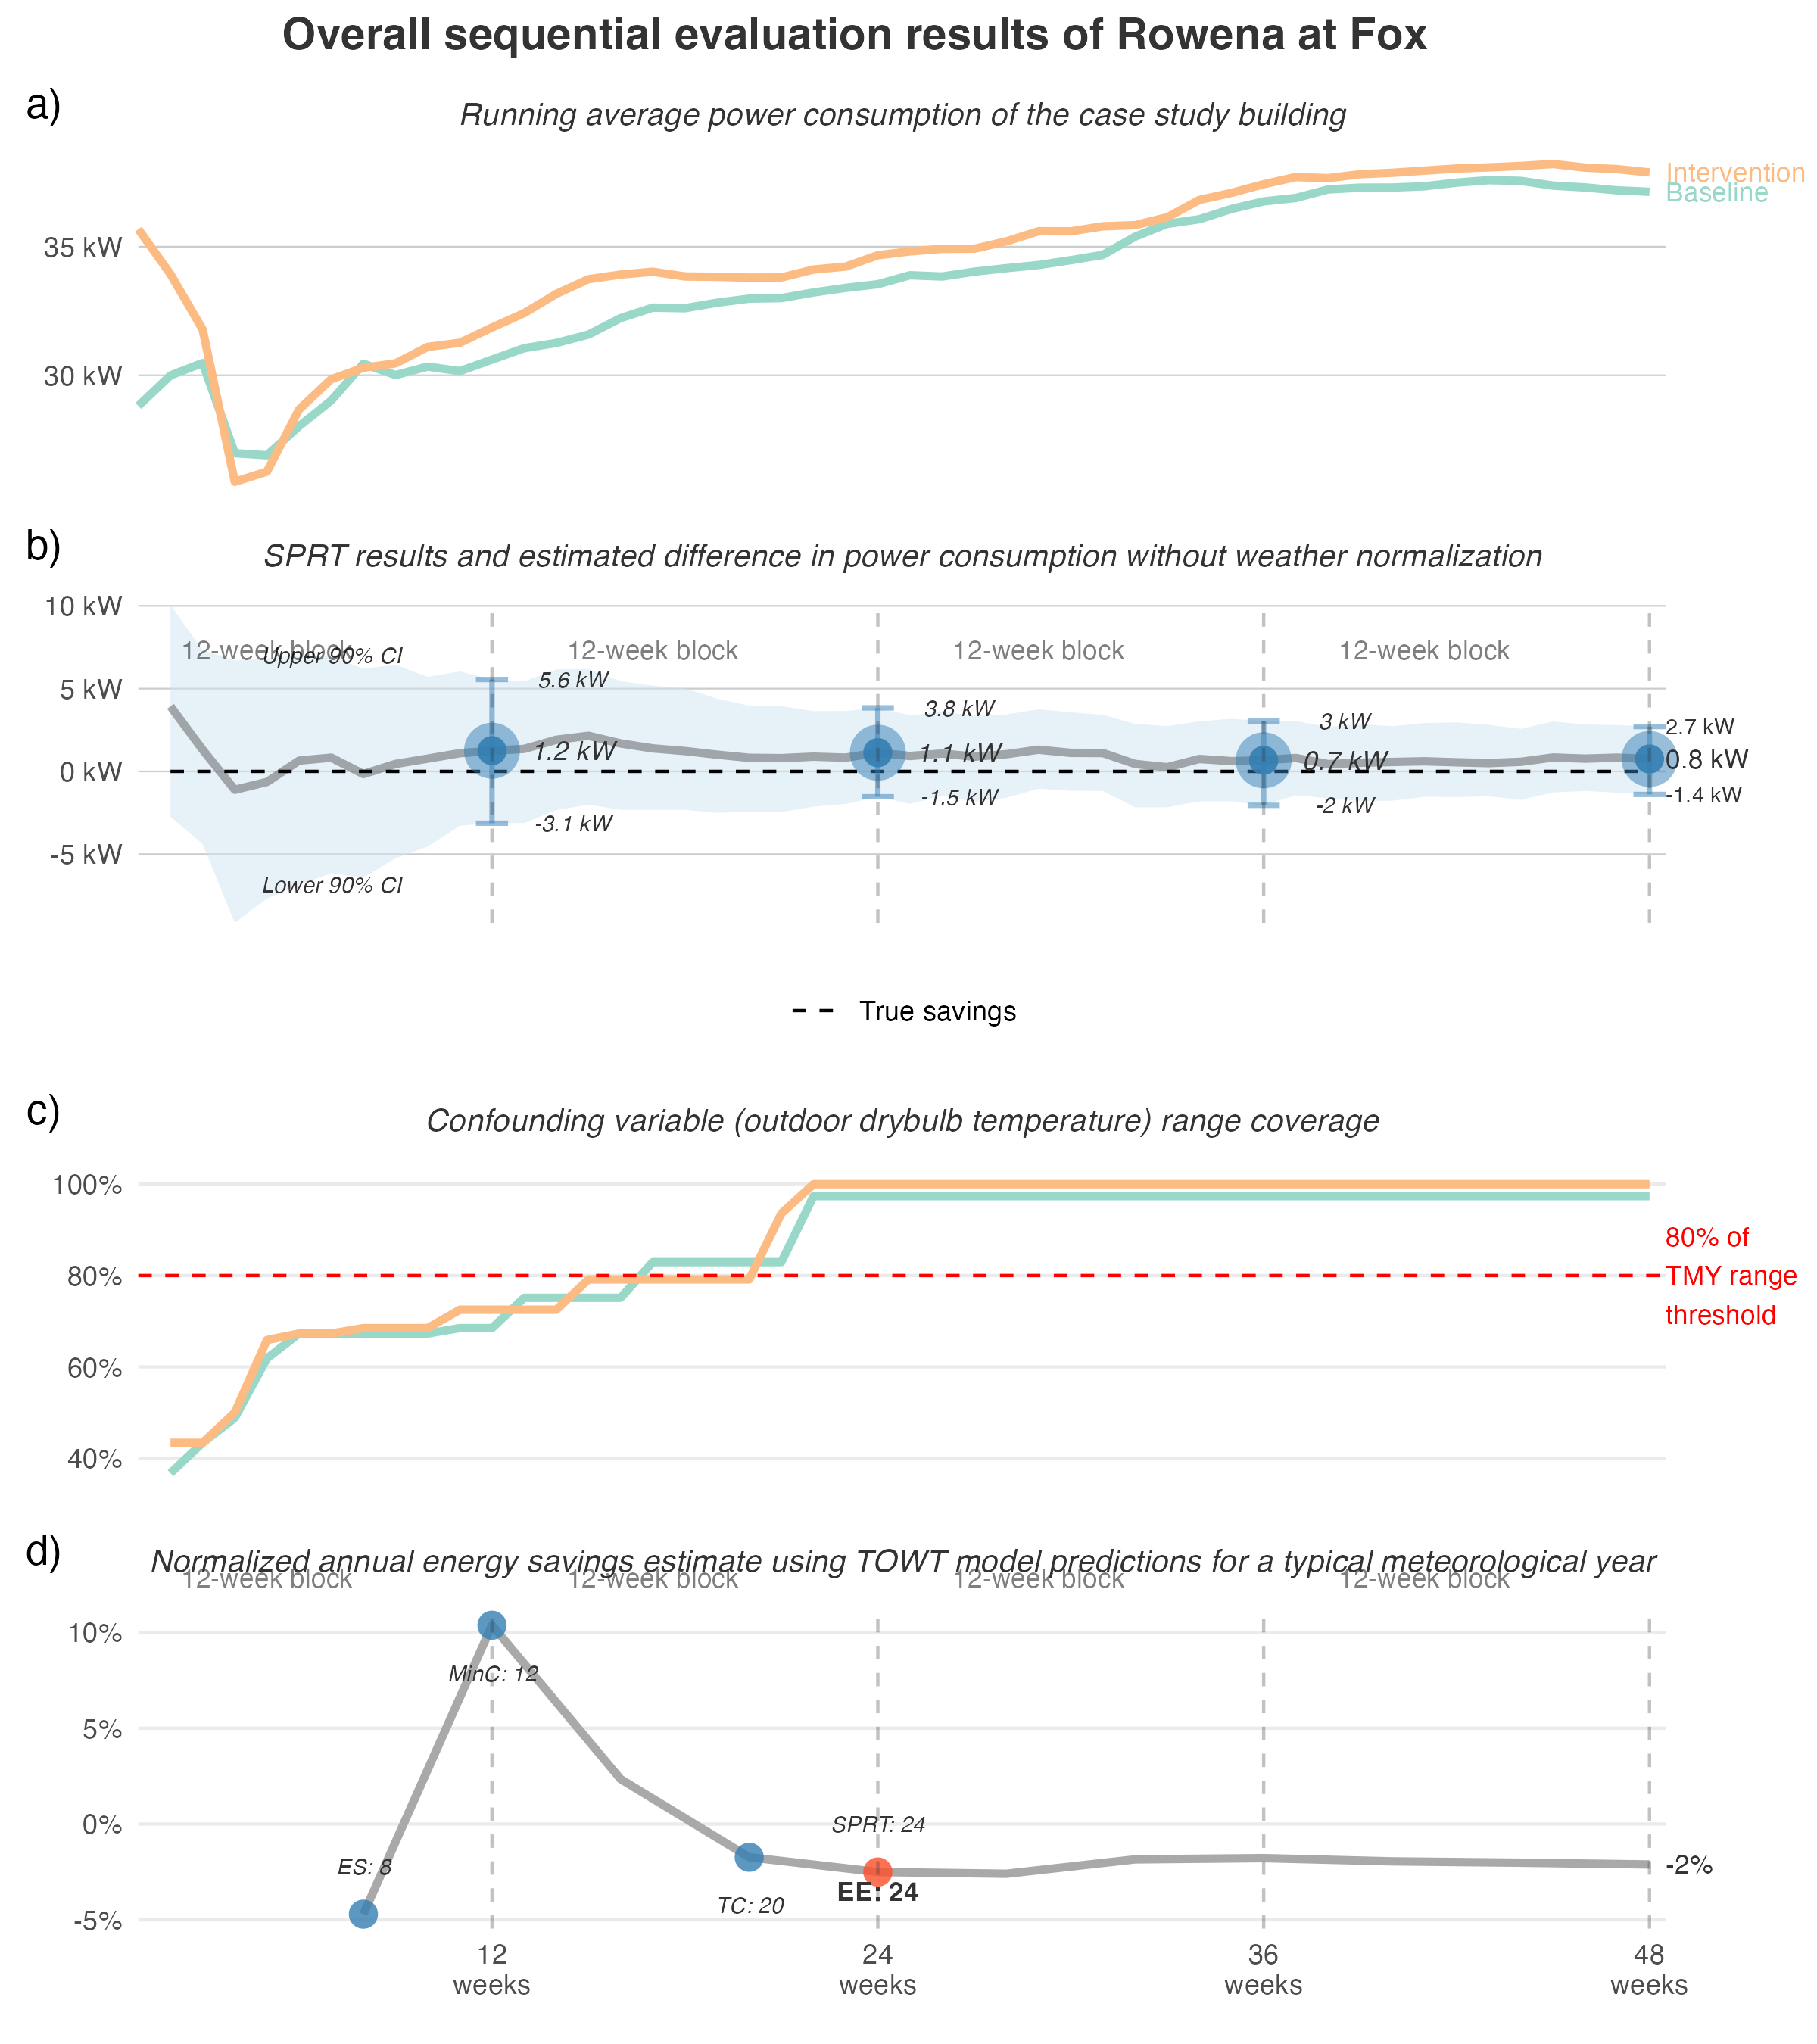 Overall sequential evaluation results of Rowena at Fox
a)
Running average power consumption of the case study building
Intervention
Baseline
35 kW
30 kW
b)
SPRT results and estimated difference in power consumption without weather normalization
10 kW
12-week block
12-week block
12-week block
12-week block
Upper 90% CI
5 kW
5.6 kW
3.8 kW
3 kW
2.7 kW
0 kW
1.2 kW
1.1 kW
0.7 kW
0.8 kW
-3.1 kW
-1.5 kW
-2 kW
-1.4 kW
-5 kW
Lower 90% CI
True savings
c)
Confounding variable (outdoor drybulb temperature) range coverage
100%
80%
60%
40%
80% of
TMY range
threshold
d)
Normalized annual energy savings estimate using TOWT model predictions for a typical meteorological year
12-week block
12-week block
12-week block
12-week block
10%
MinC: 12
5%
0%
SPRT: 24
ES: 8
-2%
EE: 24
TC: 20
-5%
12
weeks
24
weeks
36
weeks
48
weeks